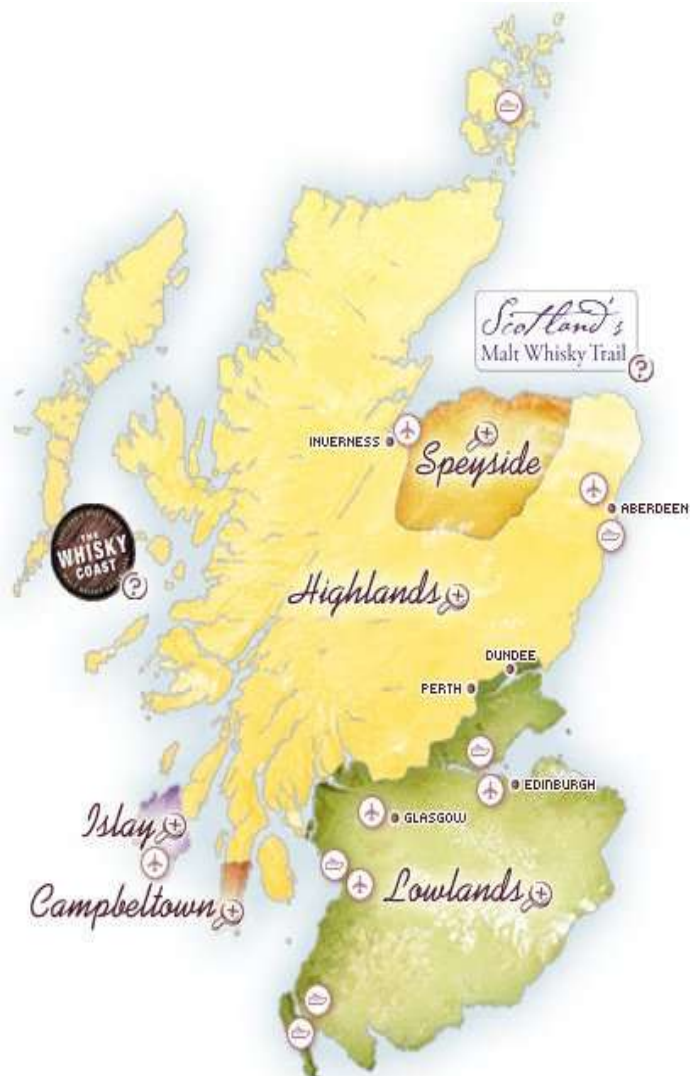 Scotland's
Malt Whisky Trail
?
INVERNESS
Speyside
ABERDEEN
THE
WHISKY
COAST
?
Highlands
DUNDEE
PERTH
EDINBURGH
GLASGOW
Islay
Lowlands
Campbeltown